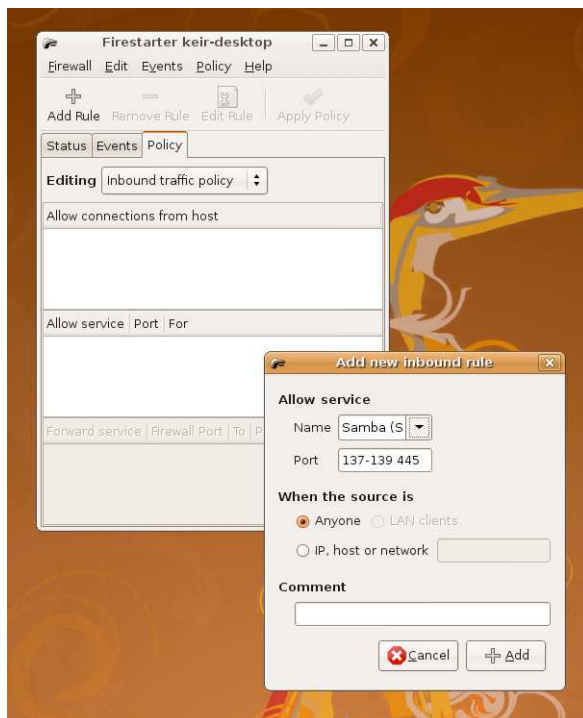 Firestarter keir-desktop
Firewall Edit Events Policy Help
Add Rule Remove Rule Edit Rule Apply Policy
Status Events Policy
Editing Inbound traffic policy
Allow connections from host
Allow service Port For
Forward service Firewall Port To P
Add new inbound rule
Allow service
Name Samba (S
Port 137-139 445
When the source is
Anyone LAN clients
IP, host or network
Comment
Cancel Add